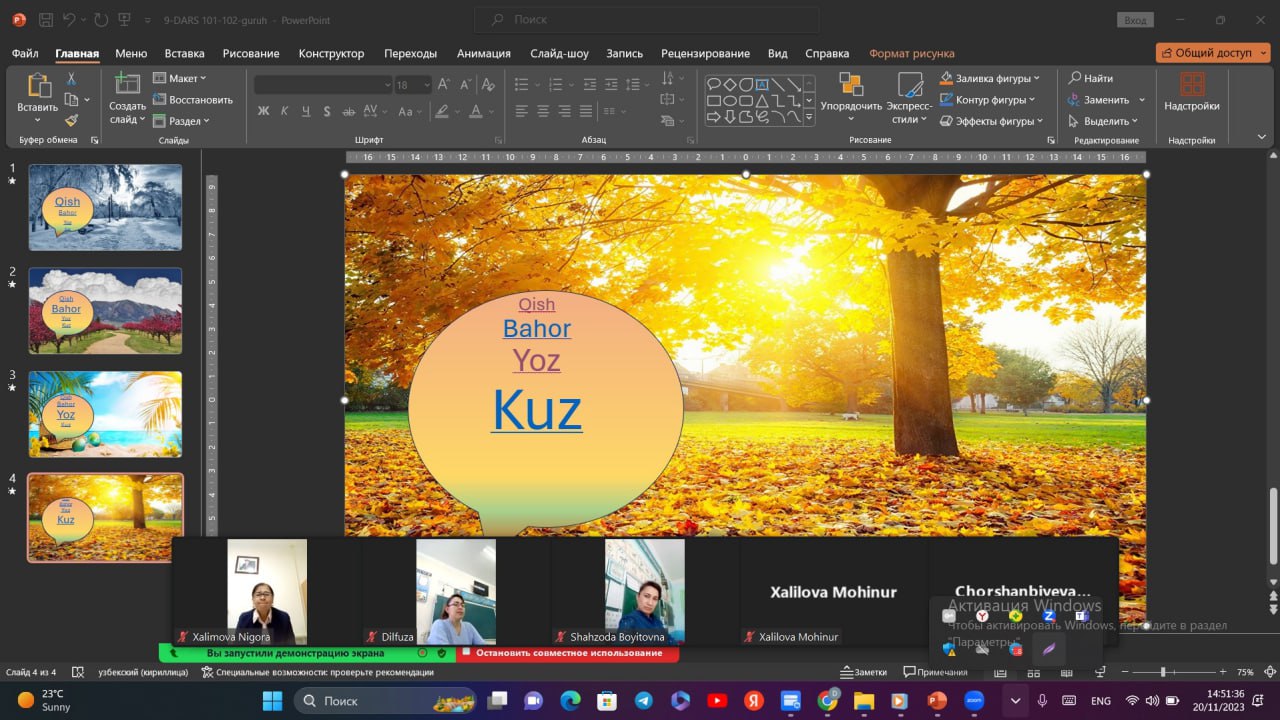 9-DARS 101-102-guruh - PowerPoint
Поиск
Вход
Файл Главная Меню Вставка Рисование Конструктор Переходы Анимация Слайд-шоу Запись Рецензирование Вид Справка Формат рисунка Общий доступ
Вставить
Буфер обмена
Создать слайд
Макет
Восстановить
Раздел
Слайды
18
Ж К Ч S ab AV Aa A
Шрифт
Абзац
Упорядочить
Экспресс-стили
Заливка фигуры
Контур фигуры
Эффекты фигуры
Рисование
Найти
Заменить
Выделить
Редактирование
Надстройки
Надстройки
16 15 14 13 12 11 10 9 8 7 6 5 4 3 2 1 0 1 2 3 4 5 6 7 8 9 10 11 12 13 14 15 16
1
Qish
Bahor
Yoz
2
Qish
Bahor
Yoz
Kuz
3
Qish
Bahor
Yoz
Kuz
4
Yoz
Kuz
Qish
Bahor
Yoz
Kuz
Xalimova Nigora
Dilfuza
Shahzoda Boyitovna
Xalilova Mohinur
Xalilova Mohinur
Chorshanbiyeva...
Активация Windows
Чтобы активировать Windows, перейдите в раздел
"Параметры".
Вы запустили демонстрацию экрана
Остановить совместное использование
Слайд 4 из 4 узбекский (кириллица) Специальные возможности: проверьте рекомендации Заметки Примечания 75%
23°C
Sunny
Поиск
ENG
14:51:36
20/11/2023